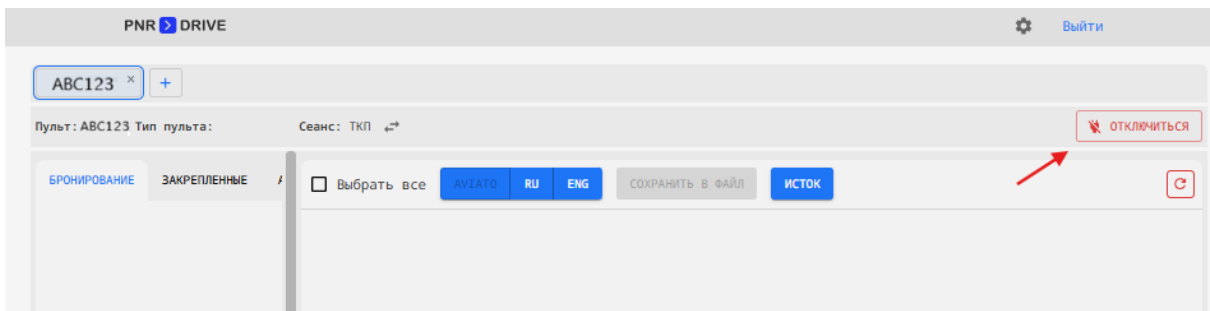 PNR DRIVE Выйти
ABC123 × +
Пульт: ABC123 Тип пульта: Сеанс: ТКП ОТКЛЮЧИТЬСЯ
БРОНИРОВАНИЕ ЗАКРЕПЛЕННЫЕ Выбрать все AVIATO RU ENG СОХРАНИТЬ В ФАЙЛ ИСТОК